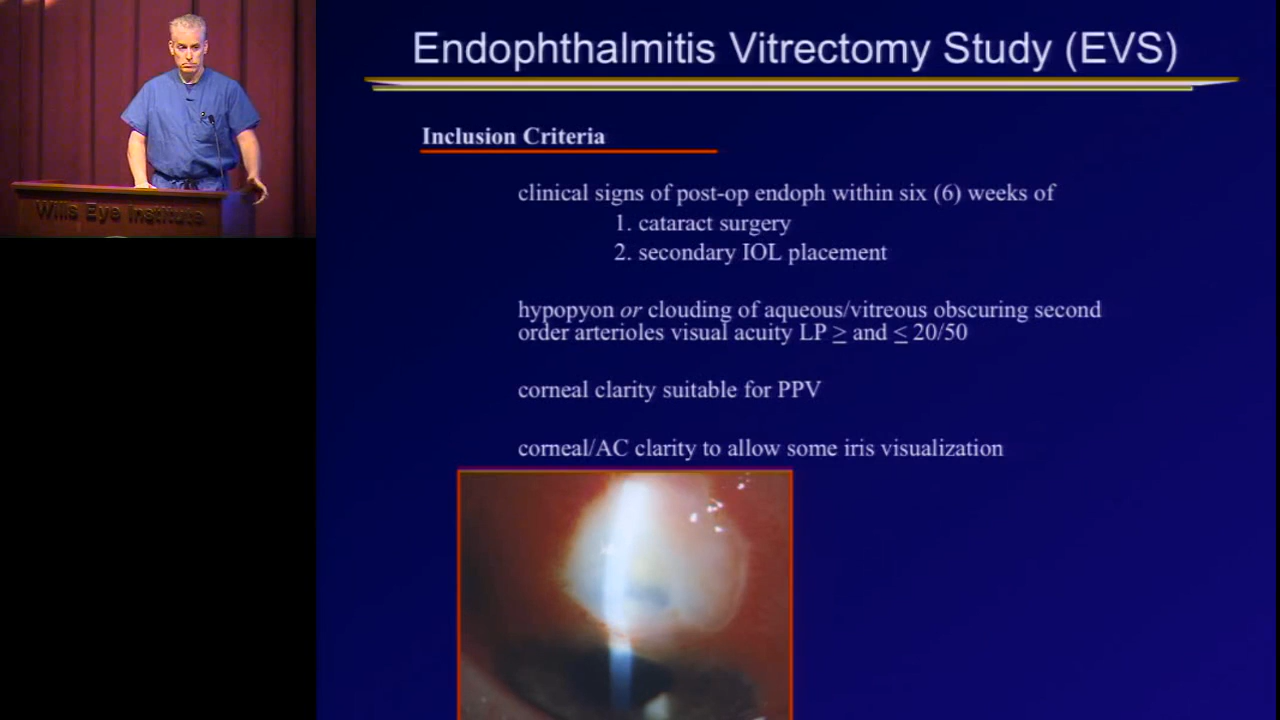 Endophthalmitis Vitrectomy Study (EVS)
Inclusion Criteria
clinical signs of post-op endoph within six (6) weeks of
1. cataract surgery
2. secondary IOL placement
hypopyon or clouding of aqueous/vitreous obscuring second
order arterioles visual acuity LP ≥ and ≤ 20/50
corneal clarity suitable for PPV
corneal/AC clarity to allow some iris visualization
Wills Eye Institute